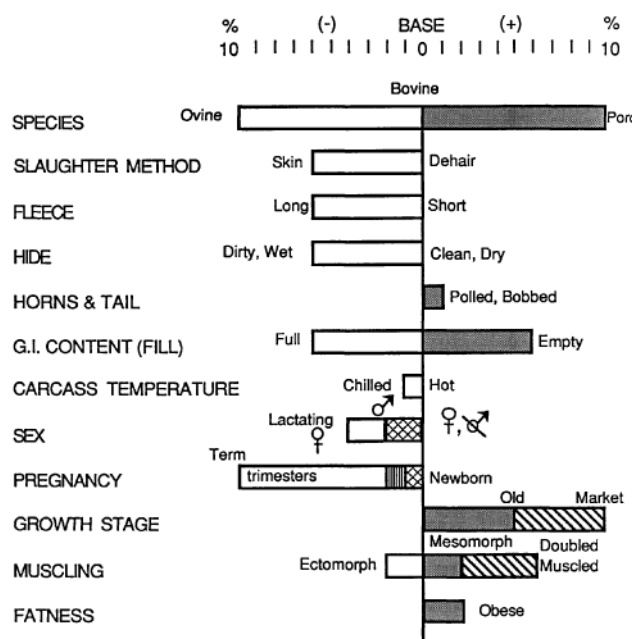 % (-) BASE (+) %
10 0 10
Bovine
SPECIES Ovine Porc
SLAUGHTER METHOD Skin Dehair
FLEECE Long Short
HIDE Dirty, Wet Clean, Dry
HORNS & TAIL Polled, Bobbed
G.I. CONTENT (FILL) Full Empty
CARCASS TEMPERATURE Chilled Hot
♂
SEX Lactating ♀ ♀,♂
Term
PREGNANCY trimesters Newborn
Old Market
GROWTH STAGE
Mesomorph Doubled
MUSCLING Ectomorph Muscled
FATNESS Obese